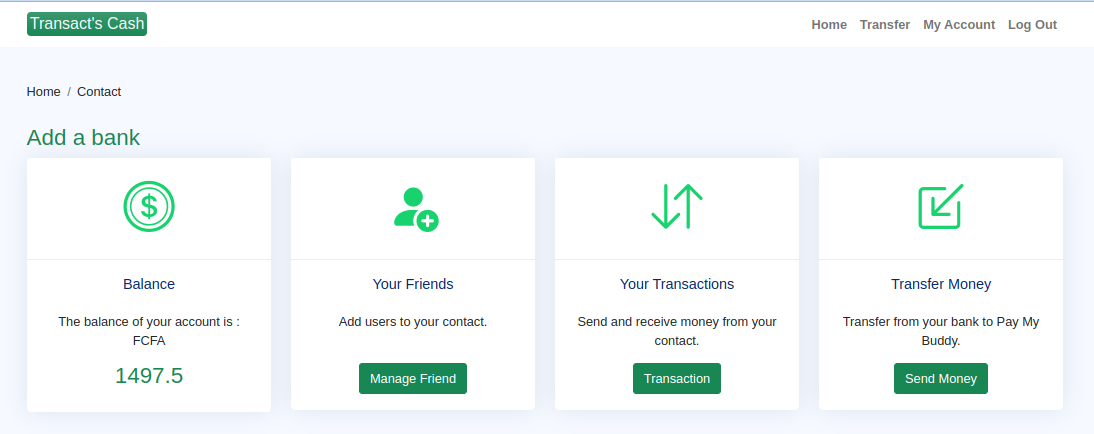 Transact's Cash
Home Transfer My Account Log Out
Home / Contact
Add a bank
$
Balance
The balance of your account is :
FCFA
1497.5
Your Friends
Add users to your contact.
Manage Friend
Your Transactions
Send and receive money from your
contact.
Transaction
Transfer Money
Transfer from your bank to Pay My
Buddy.
Send Money